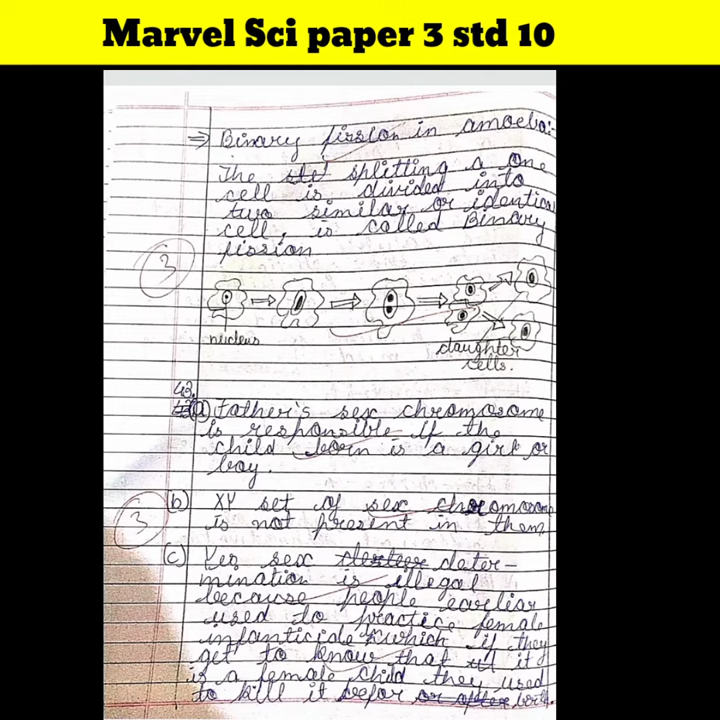 Marvel Sci paper 3 std 10
⇒ Binary fission in amoeba:-
The splitting a one
cell is divided into
two similar or identical
cell, is called Binary
fission
3
nucleus
daughter
cells.
43.
(a) Father's sex chromosome
is responsible if the
child born is a girl or
boy.
3
(b) XY set of sex chromosom
is not present in them
(c) Yes sex deter-
mination is illegal
because people earlier
used to practice female
infanticide which if they
get to know that it
is a female child they used
to kill it befor or after birth.